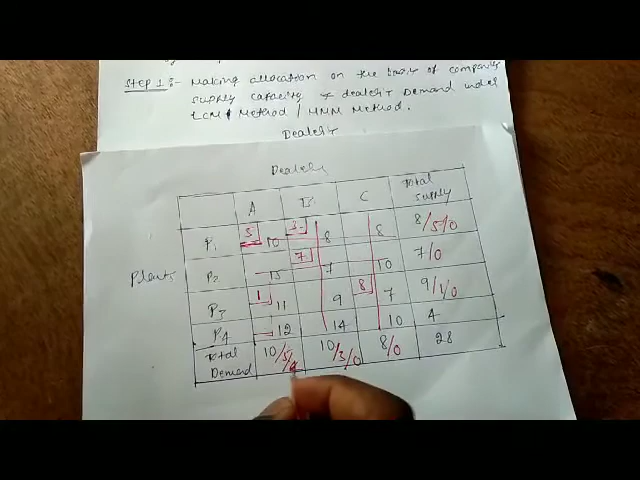 Step 1 :- Making allocation on the basis of company's
supply capacity & dealer's Demand under
LCM Method / MMM Method.
Dealers
Dealers
A B C Total supply
P1 5 10 3 8 8 8/5/0
P2 15 7 7 10 7/0
P3 1 11 9 8 7 9/1/0
P4 12 14 10 4
Total Demand 10/5/4 10/3/0 8/0 28
Plants